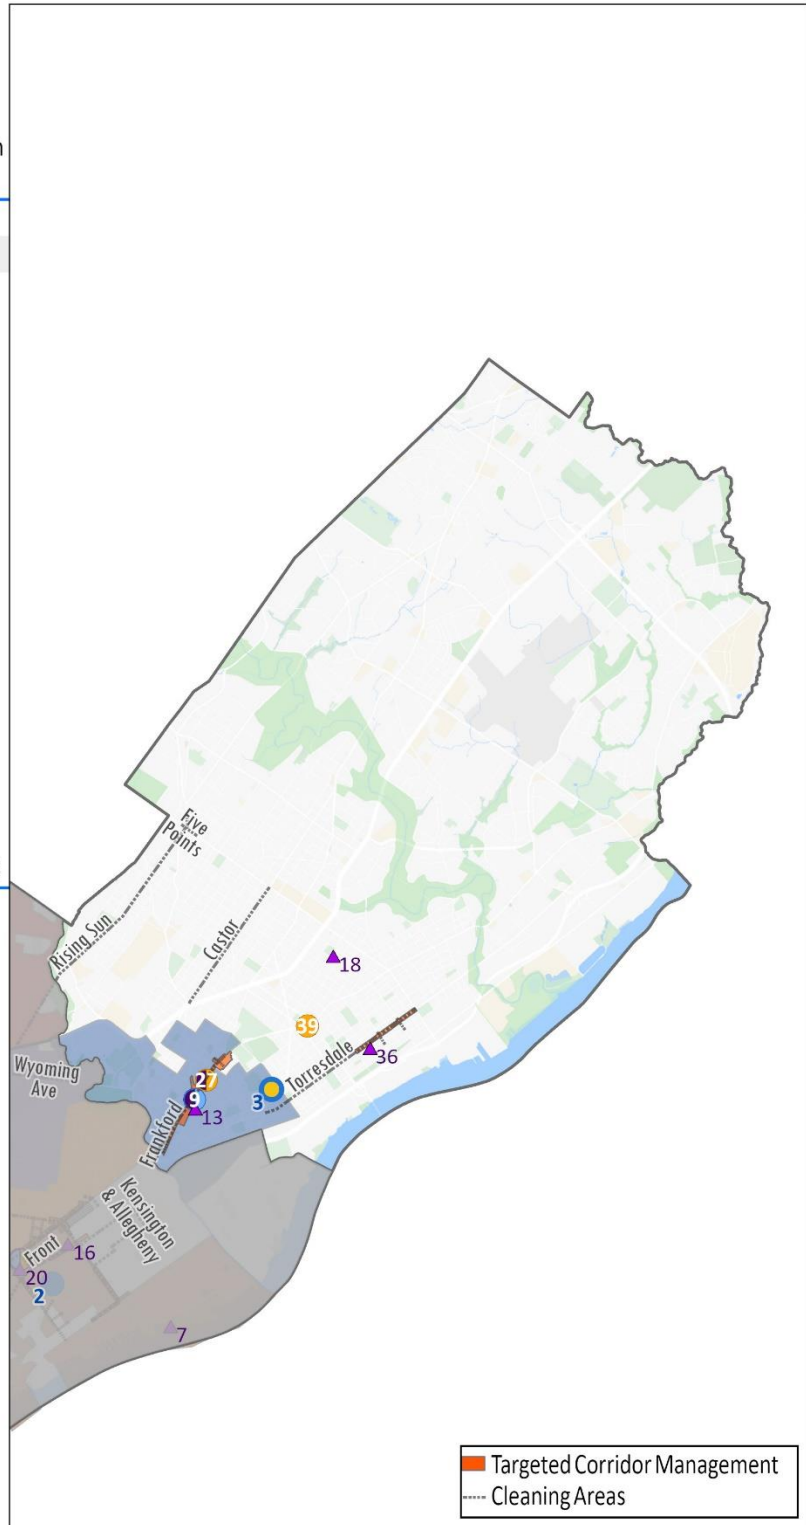 n
Five
Points
Rising Sun
Castor
18
39
36
Torresdale
Wyoming
Ave
27
9
3
13
Frankford
Kensington
& Allegheny
Front
16
20
2
7
Targeted Corridor Management
Cleaning Areas